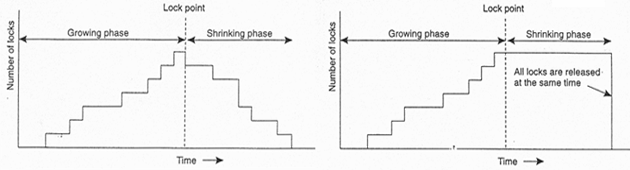 Lock point
Growing phase
Shrinking phase
Number of locks
Time
Lock point
Growing phase
Shrinking phase
Number of locks
All locks are released
at the same time
Time